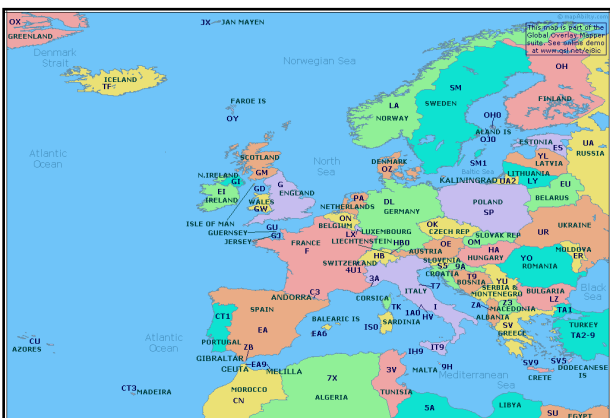 © mapability.com
This map is part of the
Global Overlay Mapper
suite. See online demo
at www.qsl.net/ei8ic
OX
GREENLAND
JX
JAN MAYEN
Denmark
Strait
Norwegian Sea
ICELAND
TF
FAROE IS
OY
LA
NORWAY
SM
SWEDEN
OH
FINLAND
OH0
ALAND IS
OJ0
SM1
Baltic Sea
ESTONIA
ES
YL
LATVIA
UA
RUSSIA
LITHUANIA
LY
KALININGRAD
UA2
EU
BELARUS
Atlantic
Ocean
North
Sea
SCOTLAND
GM
N.IRELAND
GI
EI
IRELAND
GD
G
ENGLAND
WALES
GW
ISLE OF MAN
GUERNSEY
GU
GJ
JERSEY
DENMARK
OZ
PA
NETHERLANDS
DL
GERMANY
POLAND
SP
ON
BELGIUM
LX
LUXEMBOURG
LIECHTENSTEIN
HB0
OK
CZECH REP
OM
SLOVAK REP
UR
UKRAINE
MOLDOVA
ER
FRANCE
F
SWITZERLAND
4U1
HB
OE
AUSTRIA
HA
HUNGARY
YO
ROMANIA
SLOVENIA
S5
9A
CROATIA
T9
BOSNIA
YU
SERBIA &
MONTENEGRO
BULGARIA
LZ
Black
Sea
3A
ITALY
T7
I
1A0
HV
CORSICA
TK
IS0
SARDINIA
ZA
ALBANIA
Z3
MACEDONIA
SV
GREECE
TA1
TURKEY
TA2-9
ANDORRA
C3
SPAIN
EA
BALEARIC IS
EA6
CT1
PORTUGAL
Atlantic
Ocean
CU
AZORES
GIBRALTAR
ZB
CEUTA
EA9
MELILLA
CT3
MADEIRA
MOROCCO
CN
7X
ALGERIA
3V
TUNISIA
IH9
IT9
MALTA
9H
Mediterranean
Sea
SV9
CRETE
SV5
DODECANESE
IS
5A
LIBYA
SU
EGYPT